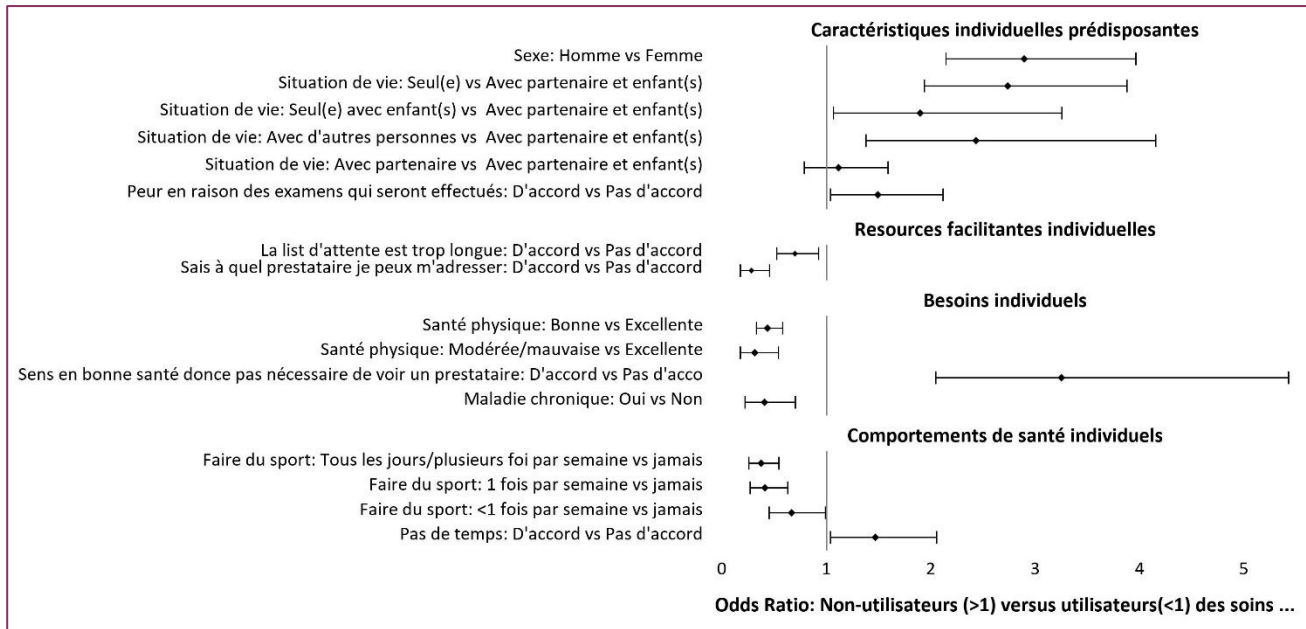 Caractéristiques individuelles prédisposantes
Sexe: Homme vs Femme
Situation de vie: Seul(e) vs Avec partenaire et enfant(s)
Situation de vie: Seul(e) avec enfant(s) vs  Avec partenaire et enfant(s)
Situation de vie: Avec d'autres personnes vs  Avec partenaire et enfant(s)
Situation de vie: Avec partenaire vs  Avec partenaire et enfant(s)
Peur en raison des examens qui seront effectués: D'accord vs Pas d'accord
Resources facilitantes individuelles
La list d'attente est trop longue: D'accord vs Pas d'accord
Sais à quel prestataire je peux m'adresser: D'accord vs Pas d'accord
Besoins individuels
Santé physique: Bonne vs Excellente
Santé physique: Modérée/mauvaise vs Excellente
Sens en bonne santé donce pas nécessaire de voir un prestataire: D'accord vs Pas d'acco
Maladie chronique: Oui vs Non
Comportements de santé individuels
Faire du sport: Tous les jours/plusieurs foi par semaine vs jamais
Faire du sport: 1 fois par semaine vs jamais
Faire du sport: <1 fois par semaine vs jamais
Pas de temps: D'accord vs Pas d'accord
0 1 2 3 4 5
Odds Ratio: Non-utilisateurs (>1) versus utilisateurs(<1) des soins ...